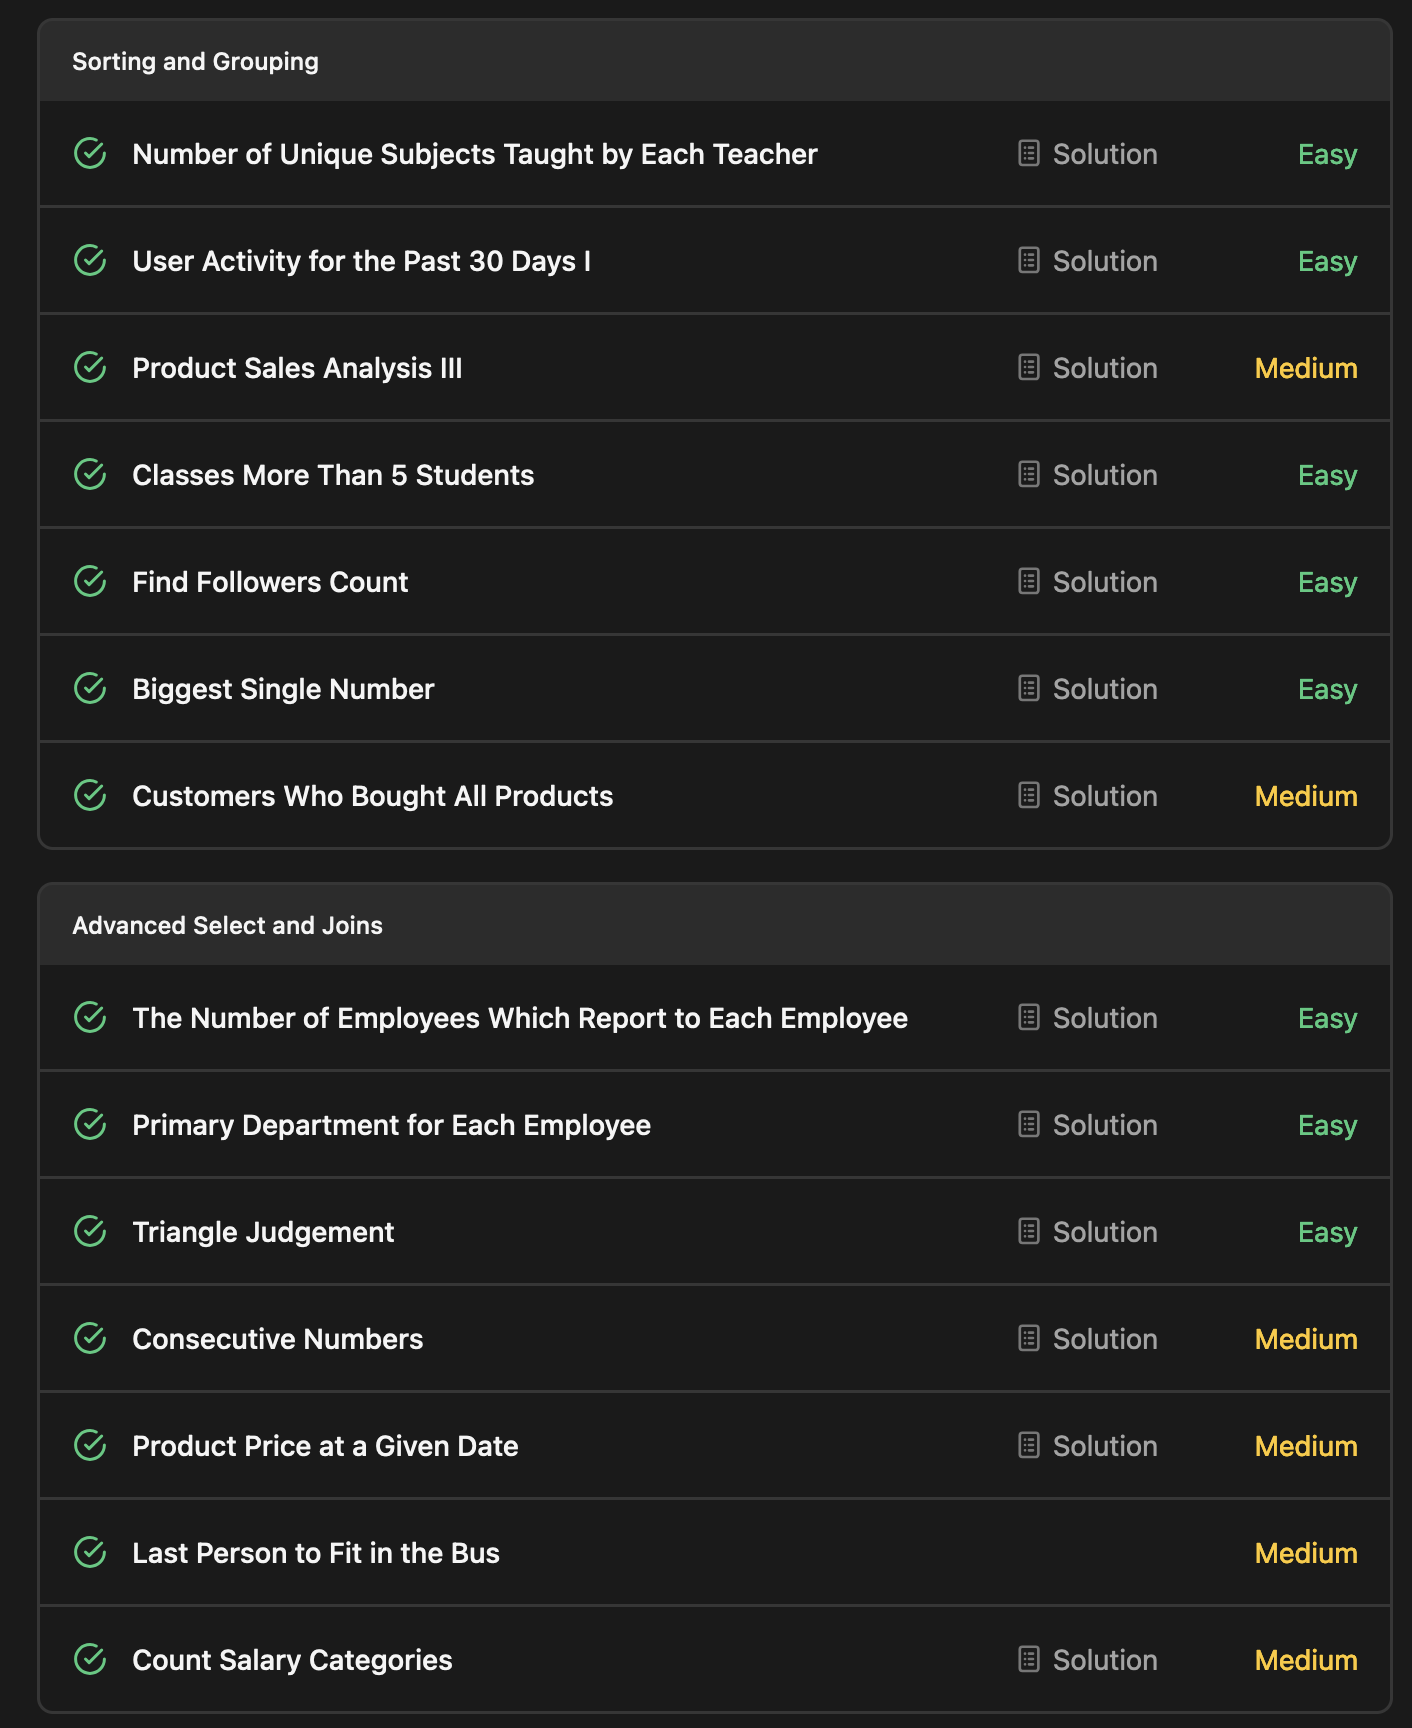 Sorting and Grouping
Number of Unique Subjects Taught by Each Teacher Solution Easy
User Activity for the Past 30 Days I Solution Easy
Product Sales Analysis III Solution Medium
Classes More Than 5 Students Solution Easy
Find Followers Count Solution Easy
Biggest Single Number Solution Easy
Customers Who Bought All Products Solution Medium
Advanced Select and Joins
The Number of Employees Which Report to Each Employee Solution Easy
Primary Department for Each Employee Solution Easy
Triangle Judgement Solution Easy
Consecutive Numbers Solution Medium
Product Price at a Given Date Solution Medium
Last Person to Fit in the Bus Medium
Count Salary Categories Solution Medium